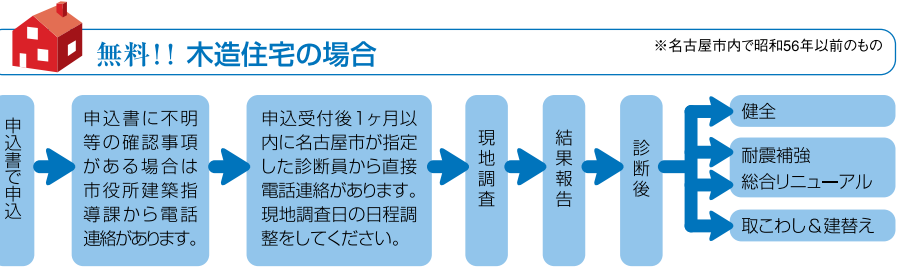 無料!! 木造住宅の場合
※名古屋市内で昭和56年以前のもの
申込書で申込
申込書に不明
等の確認事項
がある場合は
市役所建築指
導課から電話
連絡があります。
申込受付後1ヶ月以
内に名古屋市が指定
した診断員から直接
電話連絡があります。
現地調査日の日程調
整をしてください。
現地調査
結果報告
診断後
健全
耐震補強
総合リニューアル
取こわし&建替え